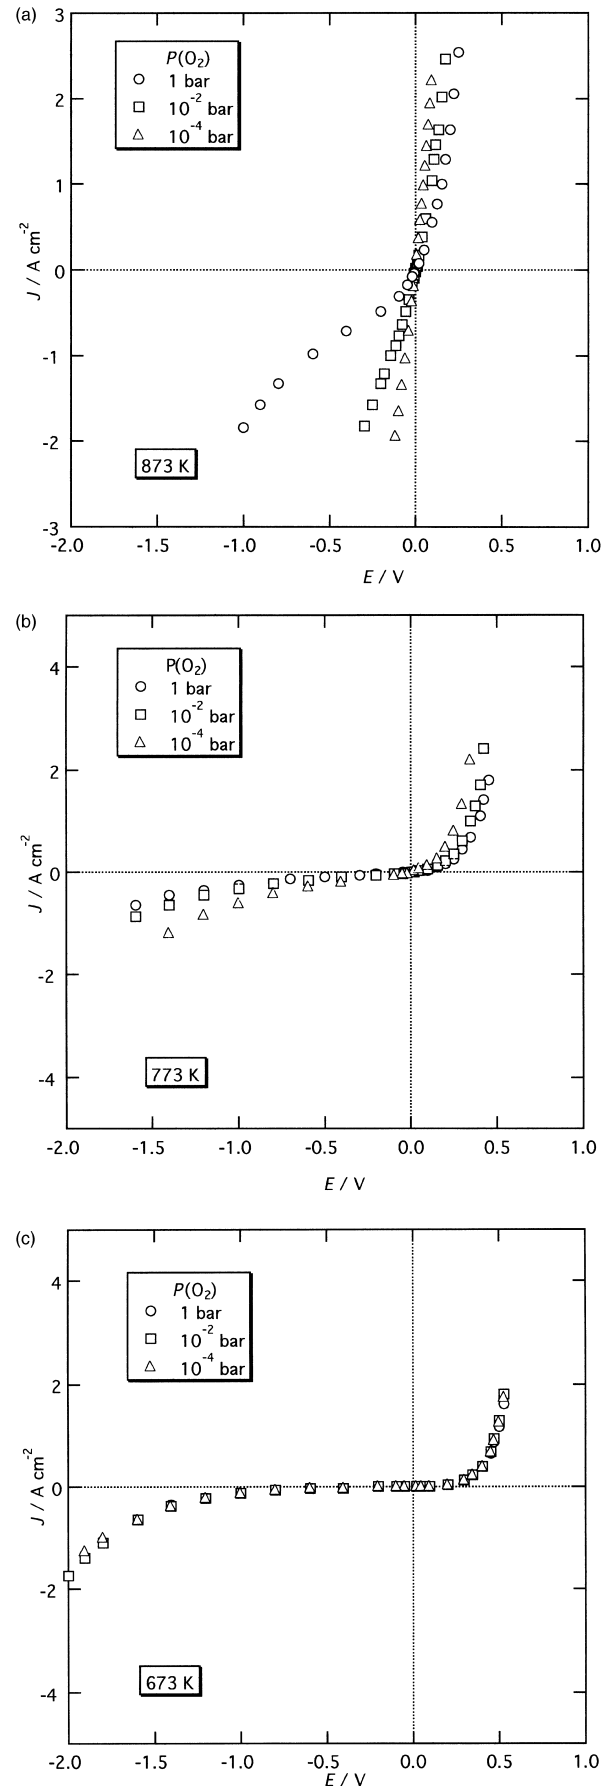 (a)
3
2
1
0
-1
-2
-3
J / A cm⁻²
P(O₂)
1 bar
10⁻² bar
10⁻⁴ bar
873 K
-2.0 -1.5 -1.0 -0.5 0.0 0.5 1.0
E / V
(b)
4
2
0
-2
-4
J / A cm⁻²
P(O₂)
1 bar
10⁻² bar
10⁻⁴ bar
773 K
-2.0 -1.5 -1.0 -0.5 0.0 0.5 1.0
E / V
(c)
4
2
0
-2
-4
J / A cm⁻²
P(O₂)
1 bar
10⁻² bar
10⁻⁴ bar
673 K
-2.0 -1.5 -1.0 -0.5 0.0 0.5 1.0
E / V